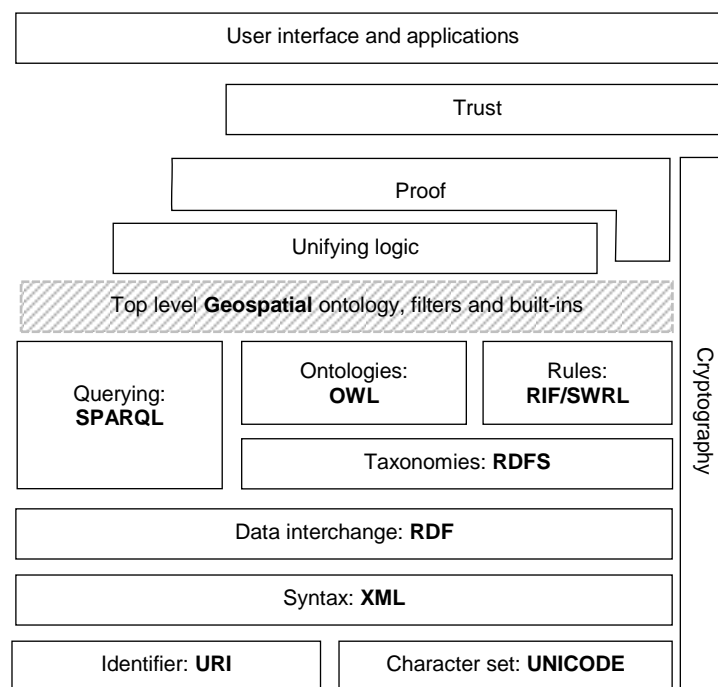 User interface and applications
Trust
Proof
Unifying logic
Top level Geospatial ontology, filters and built-ins
Querying:
SPARQL
Ontologies:
OWL
Rules:
RIF/SWRL
Taxonomies: RDFS
Cryptography
Data interchange: RDF
Syntax: XML
Identifier: URI
Character set: UNICODE